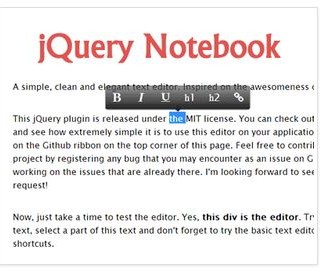 jQuery Notebook
A simple, clean and elegant text editor. Inspired on the awesomeness
B I U h1 h2
This jQuery plugin is released under the MIT license. You can check out
and see how extremely simple it is to use this editor on your applicatio
on the Github ribbon on the top corner of this page. Feel free to contri
project by registering any bug that you may encounter as an issue on G
working on the issues that are already there. I'm looking forward to see
request!
Now, just take a time to test the editor. Yes, this div is the editor. Tr
text, select a part of this text and don't forget to try the basic text edito
shortcuts.